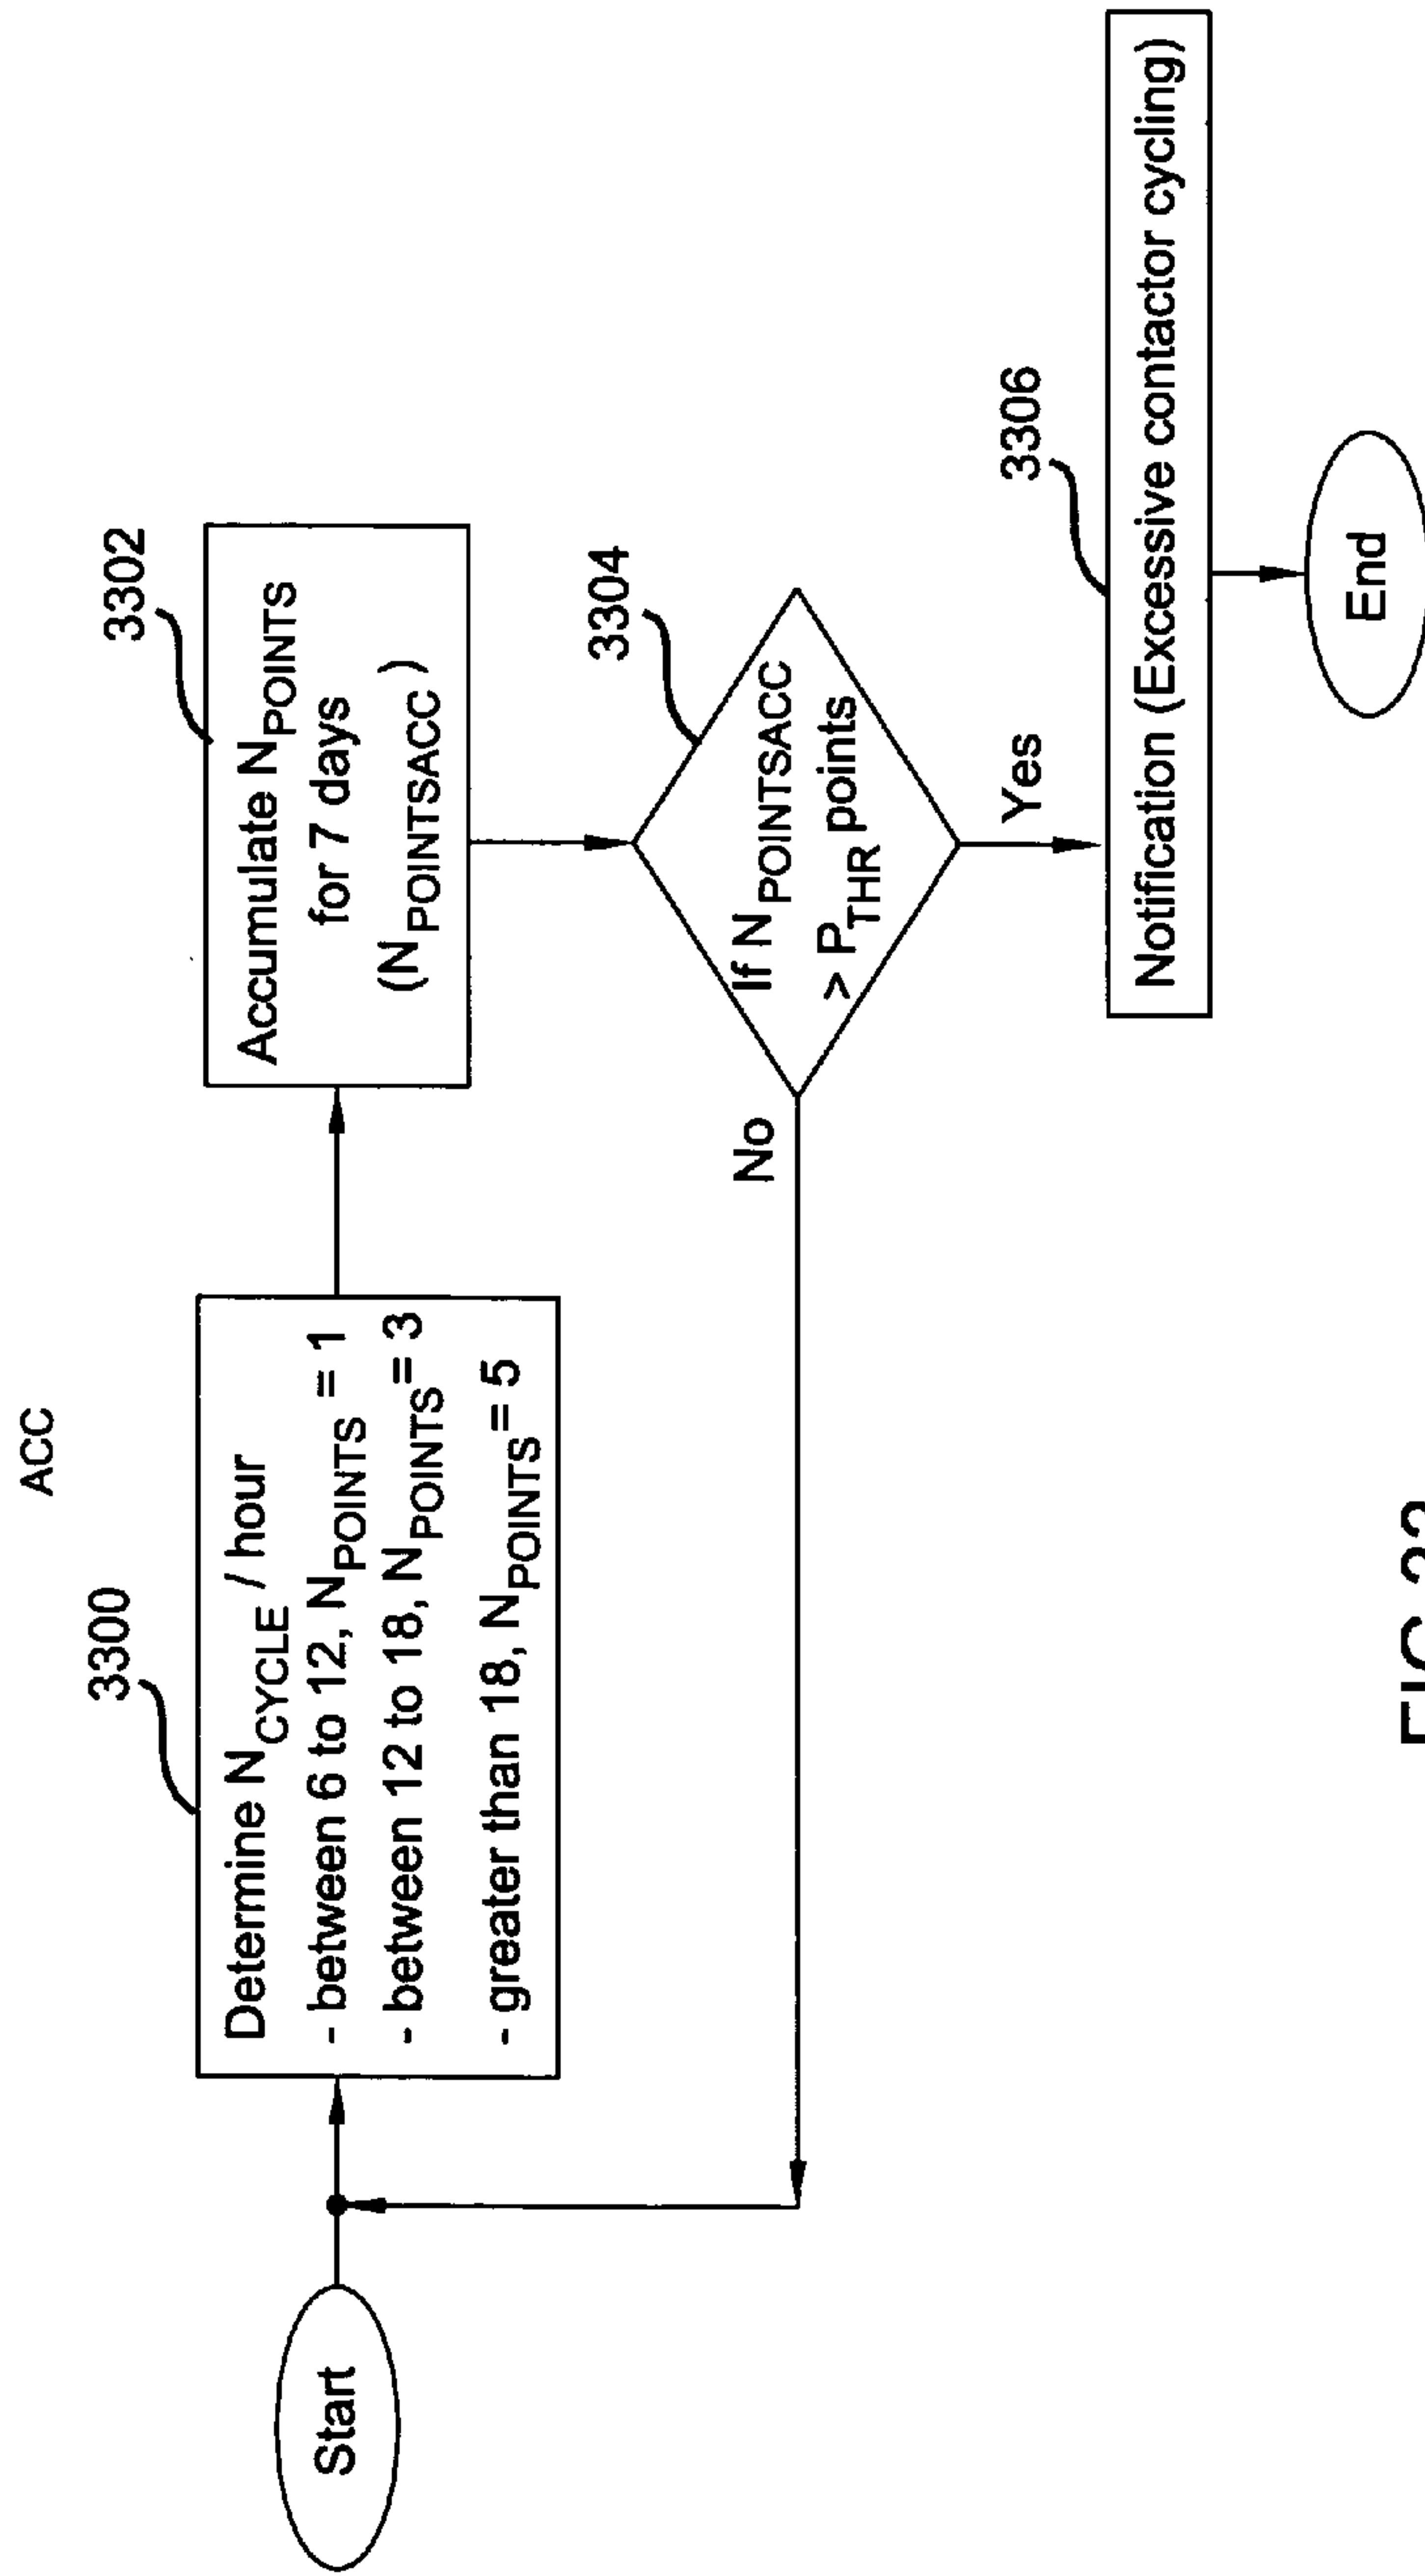 ACC
Start
3300
Determine N_CYCLE / hour
- between 6 to 12, N_POINTS = 1
- between 12 to 18, N_POINTS = 3
- greater than 18, N_POINTS = 5
3302
Accumulate N_POINTS
for 7 days
(N_POINTSACC)
3304
If N_POINTSACC
> P_THR points
No
Yes
3306
Notification (Excessive contactor cycling)
End